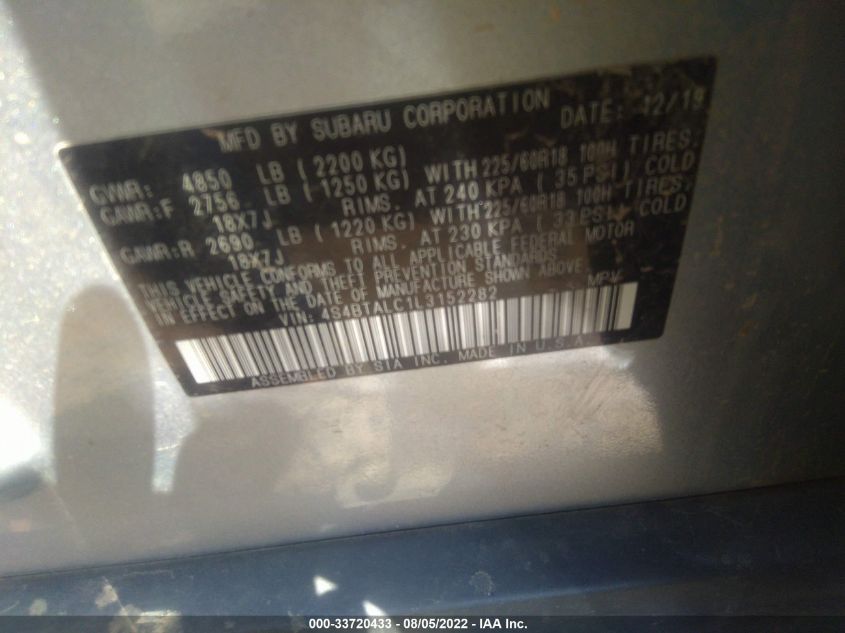 MFD BY SUBARU CORPORATION DATE: 12/19
GVWR: 4850 LB (2200 KG)
GAWR:F 2756 LB (1250 KG) WITH 225/60R18 100H TIRES,
18X7J RIMS, AT 240 KPA (35 PSI) COLD
GAWR:R 2690 LB (1220 KG) WITH 225/60R18 100H TIRES,
18X7J RIMS, AT 230 KPA (33 PSI) COLD
THIS VEHICLE CONFORMS TO ALL APPLICABLE FEDERAL MOTOR
VEHICLE SAFETY AND THEFT PREVENTION STANDARDS
IN EFFECT ON THE DATE OF MANUFACTURE SHOWN ABOVE
VIN: 4S4BTALC1L3152282 MPV
ASSEMBLED BY SIA INC. MADE IN U.S.A.
000-33720433 - 08/05/2022 - IAA Inc.